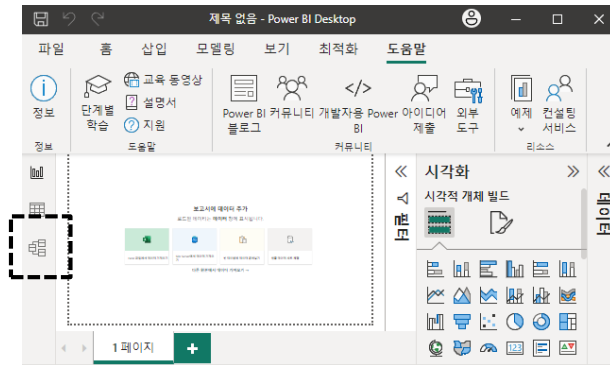 제목 없음 - Power BI Desktop
파일 홈 삽입 모델링 보기 최적화 도움말
정보
단계별 학습
교육 동영상
설명서
지원
Power BI 블로그
커뮤니티
개발자용 Power BI
아이디어 제출
외부 도구
예제
컨설팅 서비스
정보 도움말 커뮤니티 리소스
보고서에 데이터 추가
시각화
시각적 개체 빌드
필터
데이터
123
1페이지